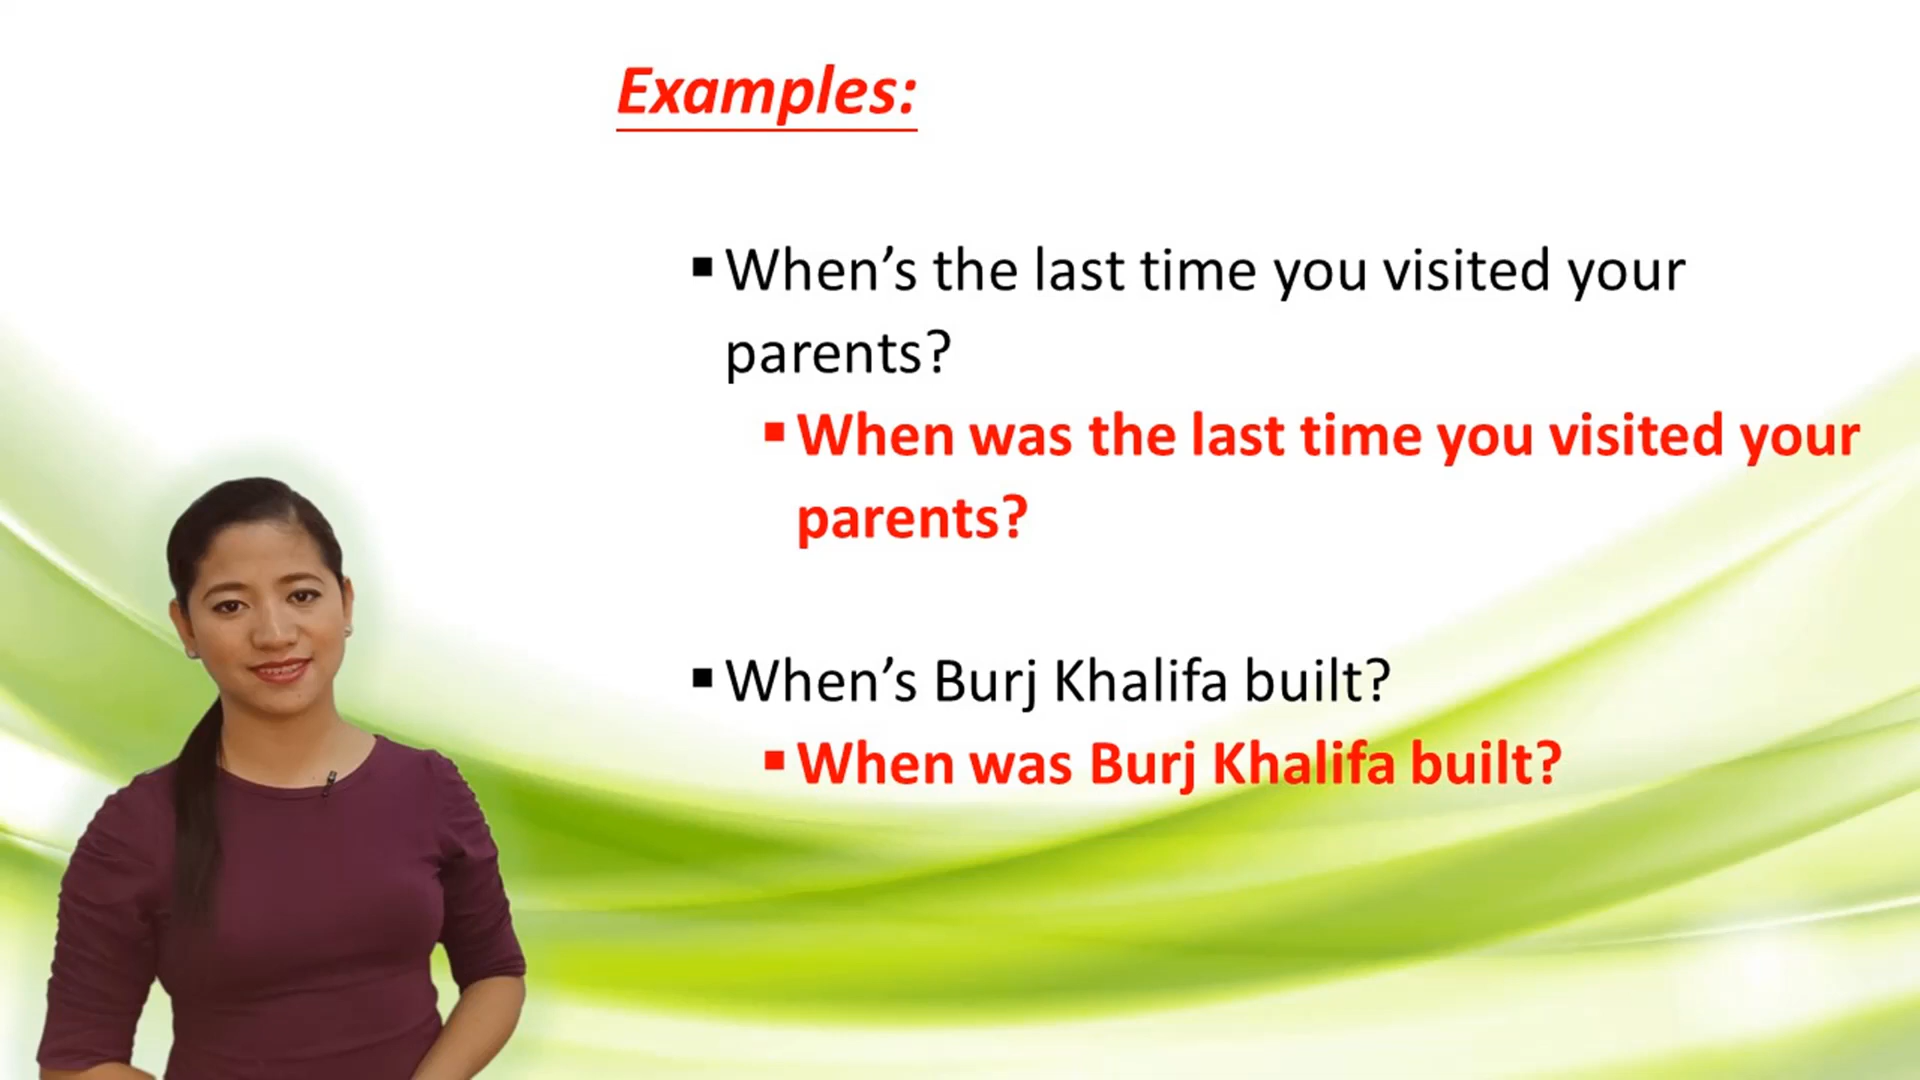 Examples:
▪When’s the last time you visited your
parents?
▪When was the last time you visited your
parents?
▪When’s Burj Khalifa built?
▪When was Burj Khalifa built?